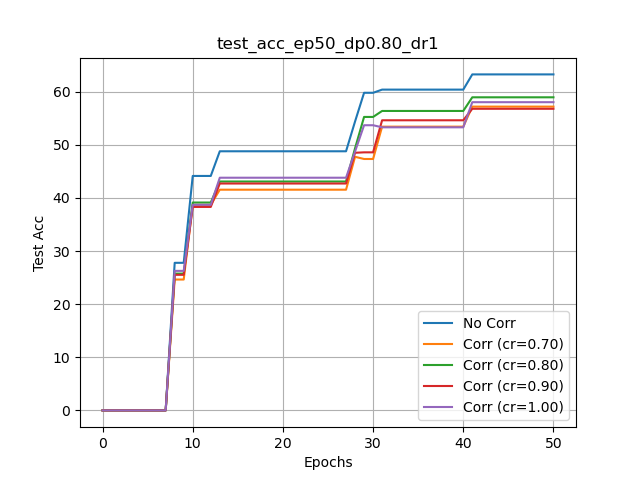 test_acc_ep50_dp0.80_dr1
60
50
40
30
20
10
0
Test Acc
0 10 20 30 40 50
Epochs
No Corr
Corr (cr=0.70)
Corr (cr=0.80)
Corr (cr=0.90)
Corr (cr=1.00)